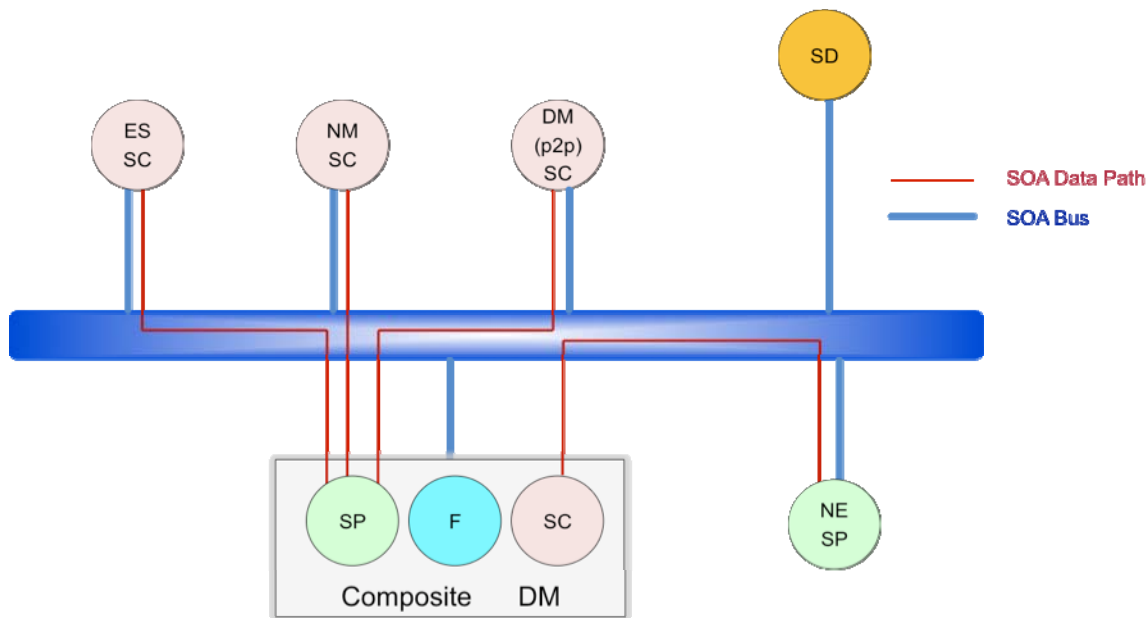 SD
ES
SC
NM
SC
DM
(p2p)
SC
SOA Data Path
SOA Bus
SP
F
SC
NE
SP
Composite DM